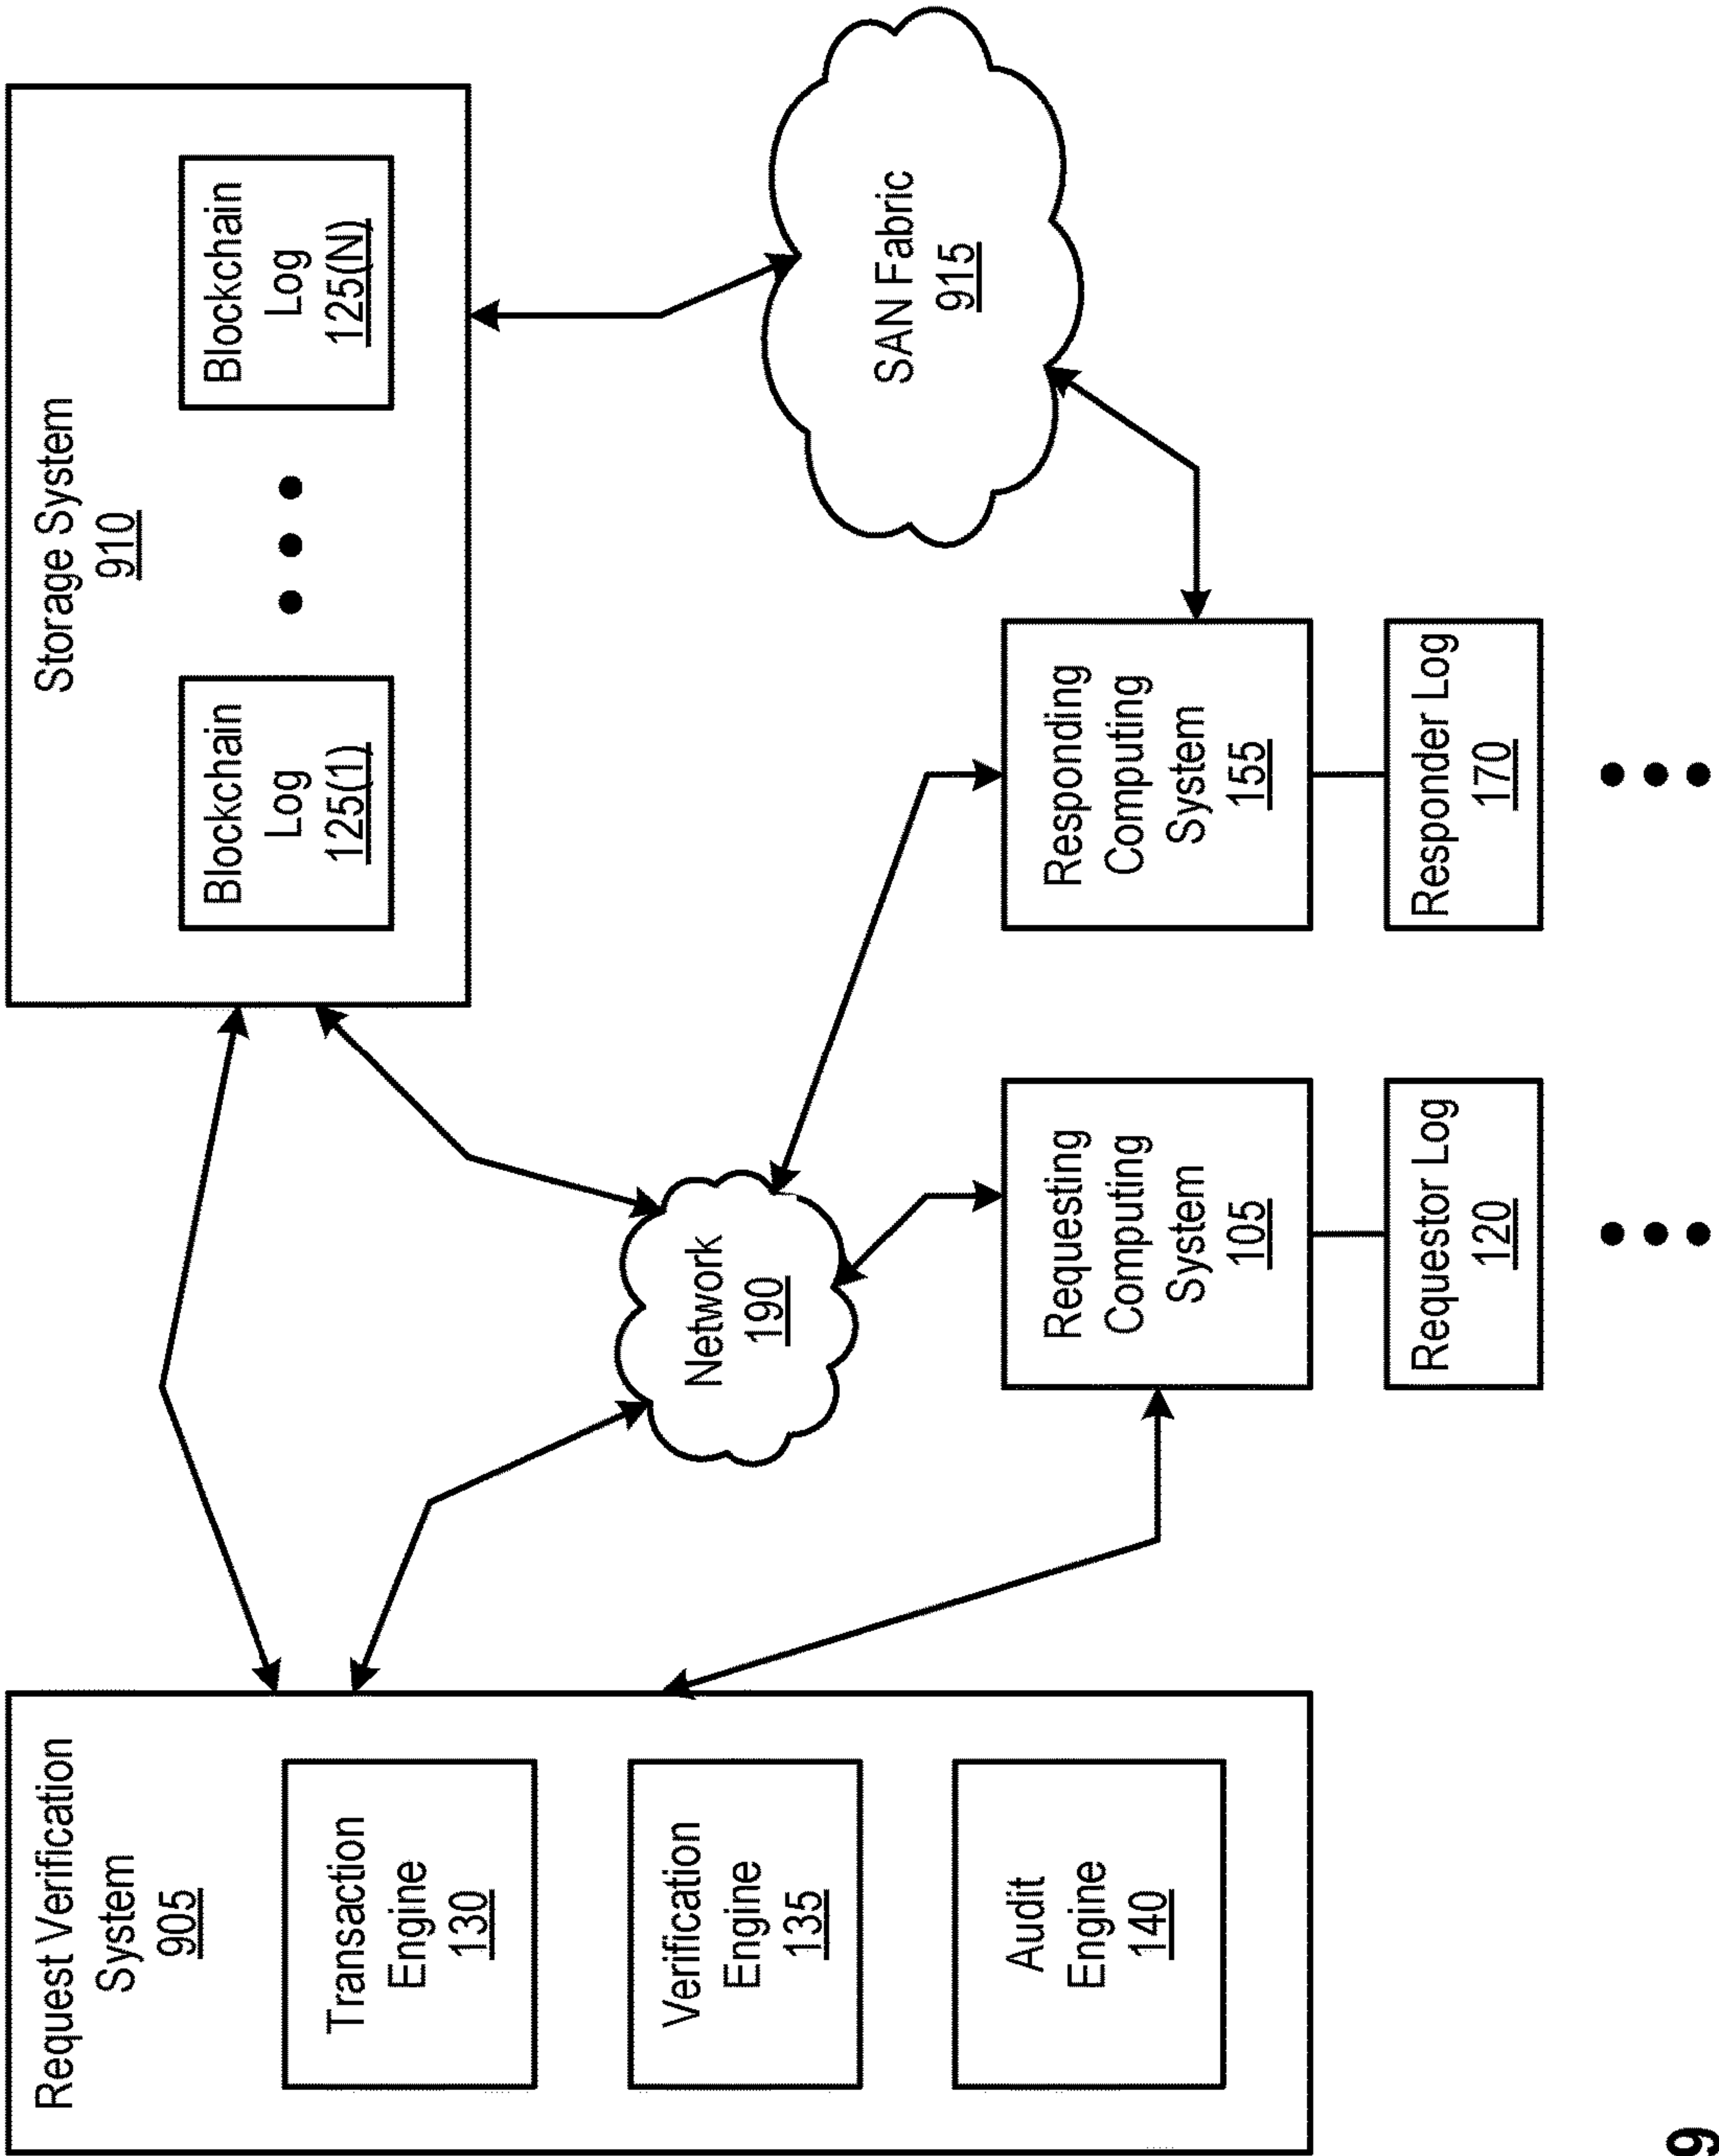 Request Verification
System
905
Transaction
Engine
130
Verification
Engine
135
Audit
Engine
140
Storage System
910
Blockchain
Log
125(1)
Blockchain
Log
125(N)
Network
190
SAN Fabric
915
Requesting
Computing
System
105
Requestor Log
120
Responding
Computing
System
155
Responder Log
170
9